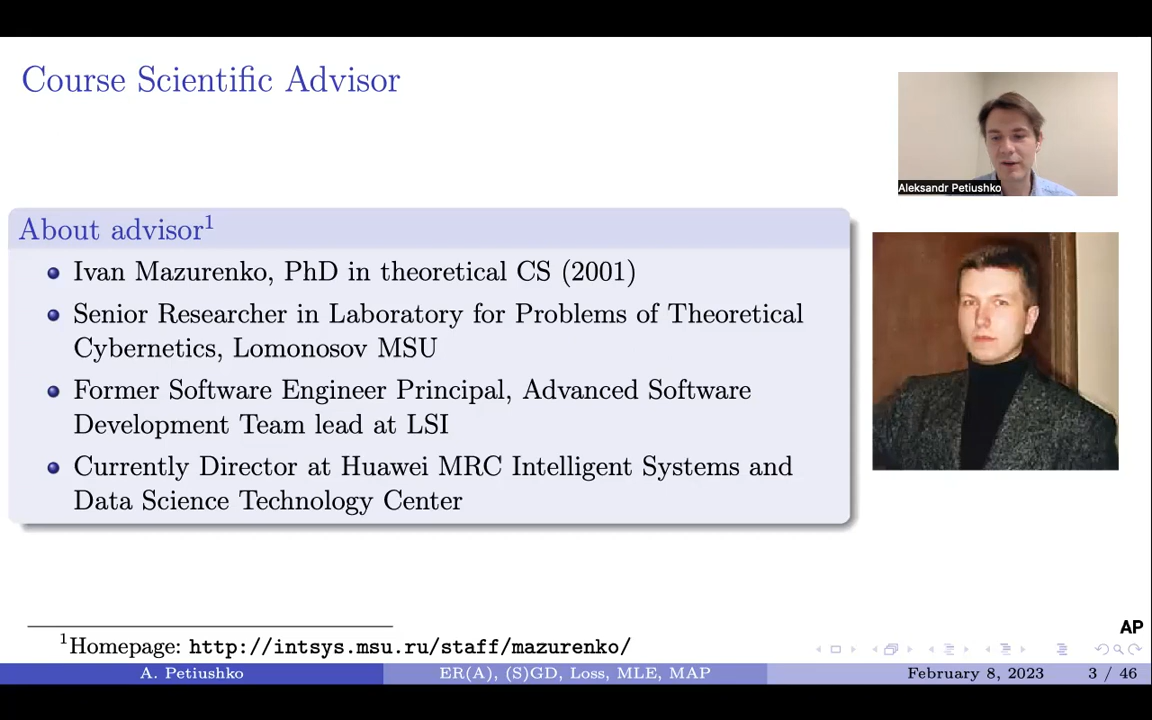 Course Scientific Advisor
Aleksandr Petiushko
About advisor¹
Ivan Mazurenko, PhD in theoretical CS (2001)
Senior Researcher in Laboratory for Problems of Theoretical
Cybernetics, Lomonosov MSU
Former Software Engineer Principal, Advanced Software
Development Team lead at LSI
Currently Director at Huawei MRC Intelligent Systems and
Data Science Technology Center
¹Homepage: http://intsys.msu.ru/staff/mazurenko/
AP
A. Petiushko ER(A), (S)GD, Loss, MLE, MAP February 8, 2023 3 / 46